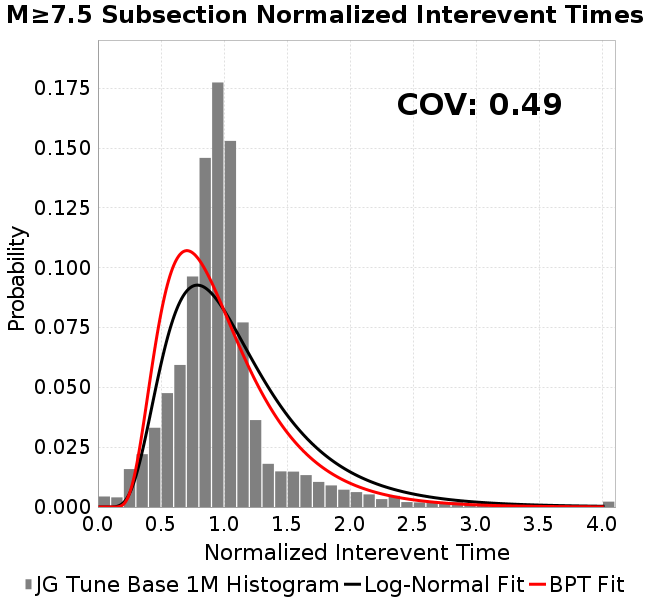 M≥7.5 Subsection Normalized Interevent Times
COV: 0.49
Probability
0.175
0.150
0.125
0.100
0.075
0.050
0.025
0.000
0.0 0.5 1.0 1.5 2.0 2.5 3.0 3.5 4.0
Normalized Interevent Time
JG Tune Base 1M Histogram Log-Normal Fit BPT Fit